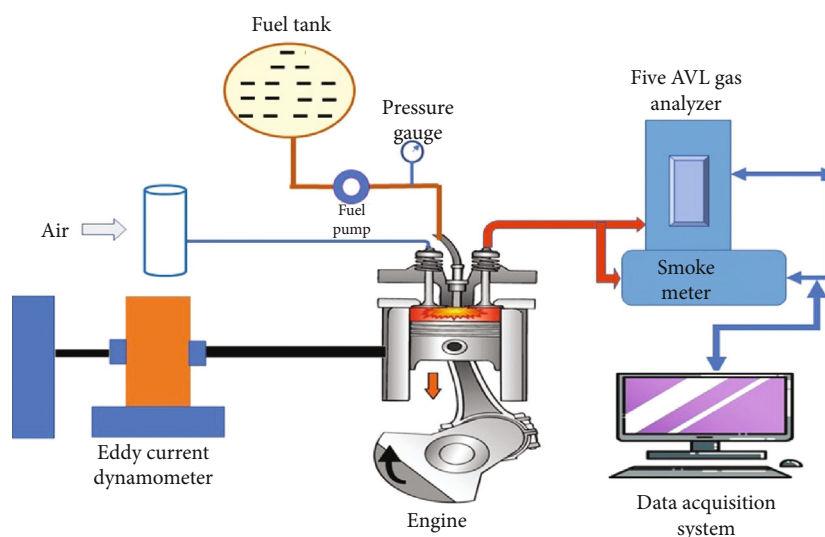 Fuel tank
Five AVL gas
analyzer
Pressure
gauge
Fuel
pump
Air
Smoke
meter
Eddy current
dynamometer
Engine
Data acquisition
system